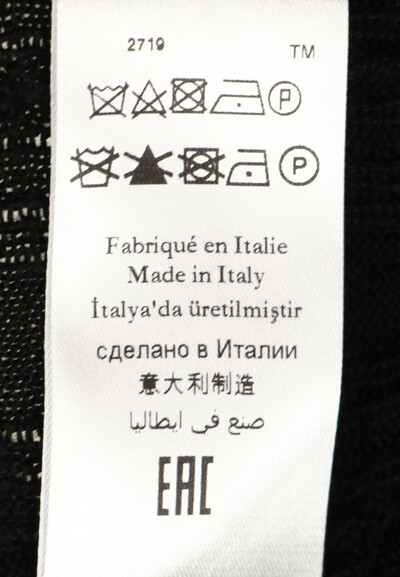 2719 TM
P
P
Fabriqué en Italie
Made in Italy
İtalya'da üretilmiştir
сделано в Италии
意大利制造
صنع في ايطاليا
EAC